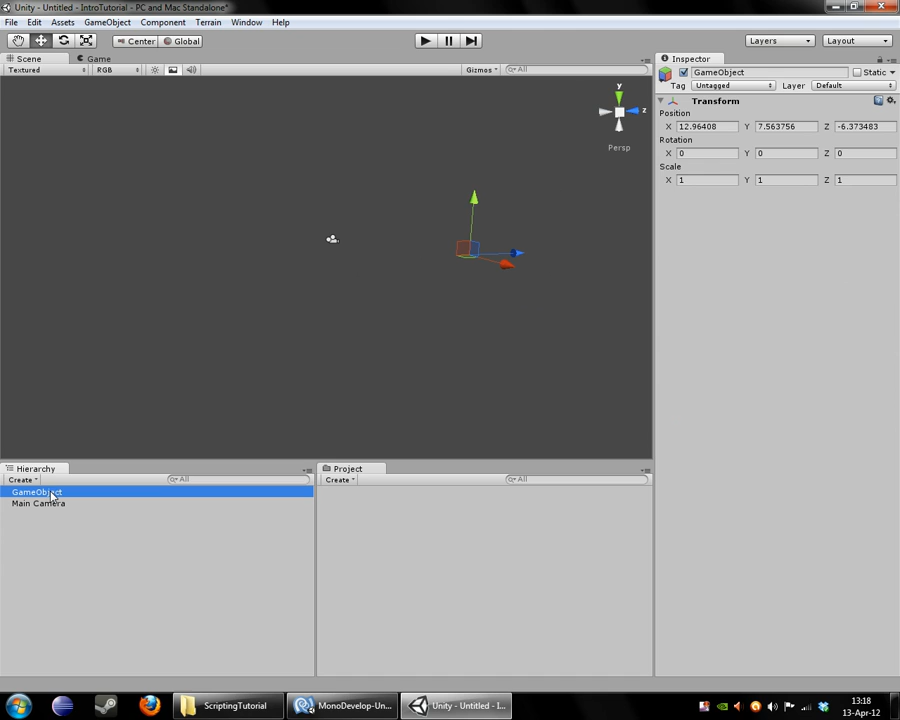 Unity - Untitled - IntroTutorial - PC and Mac Standalone*
File Edit Assets GameObject Component Terrain Window Help
Center Global Layers Layout
Scene Game
Textured RGB Gizmos All
y
z
Persp
Inspector
GameObject Static
Tag Untagged Layer Default
Transform
Position
X 12.96408 Y 7.563756 Z -6.373483
Rotation
X 0 Y 0 Z 0
Scale
X 1 Y 1 Z 1
Hierarchy
Create All
GameObject
Main Camera
Project
Create All
ScriptingTutorial MonoDevelop-Un... Unity - Untitled - I...
13:18
13-Apr-12